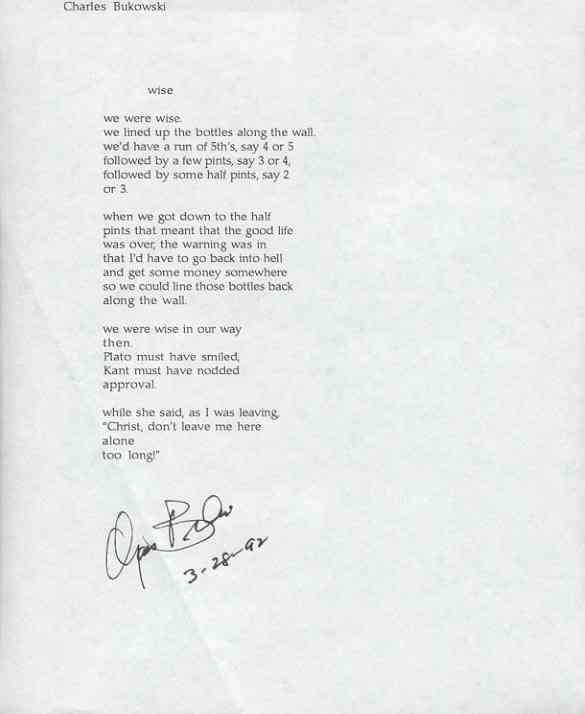 Charles Bukowski
wise
we were wise.
we lined up the bottles along the wall.
we'd have a run of 5th's, say 4 or 5
followed by a few pints, say 3 or 4,
followed by some half pints, say 2
or 3.
when we got down to the half
pints that meant that the good life
was over, the warning was in
that I'd have to go back into hell
and get some money somewhere
so we could line those bottles back
along the wall.
we were wise in our way
then.
Plato must have smiled,
Kant must have nodded
approval.
while she said, as I was leaving,
"Christ, don't leave me here
alone
too long!"
3-28-92